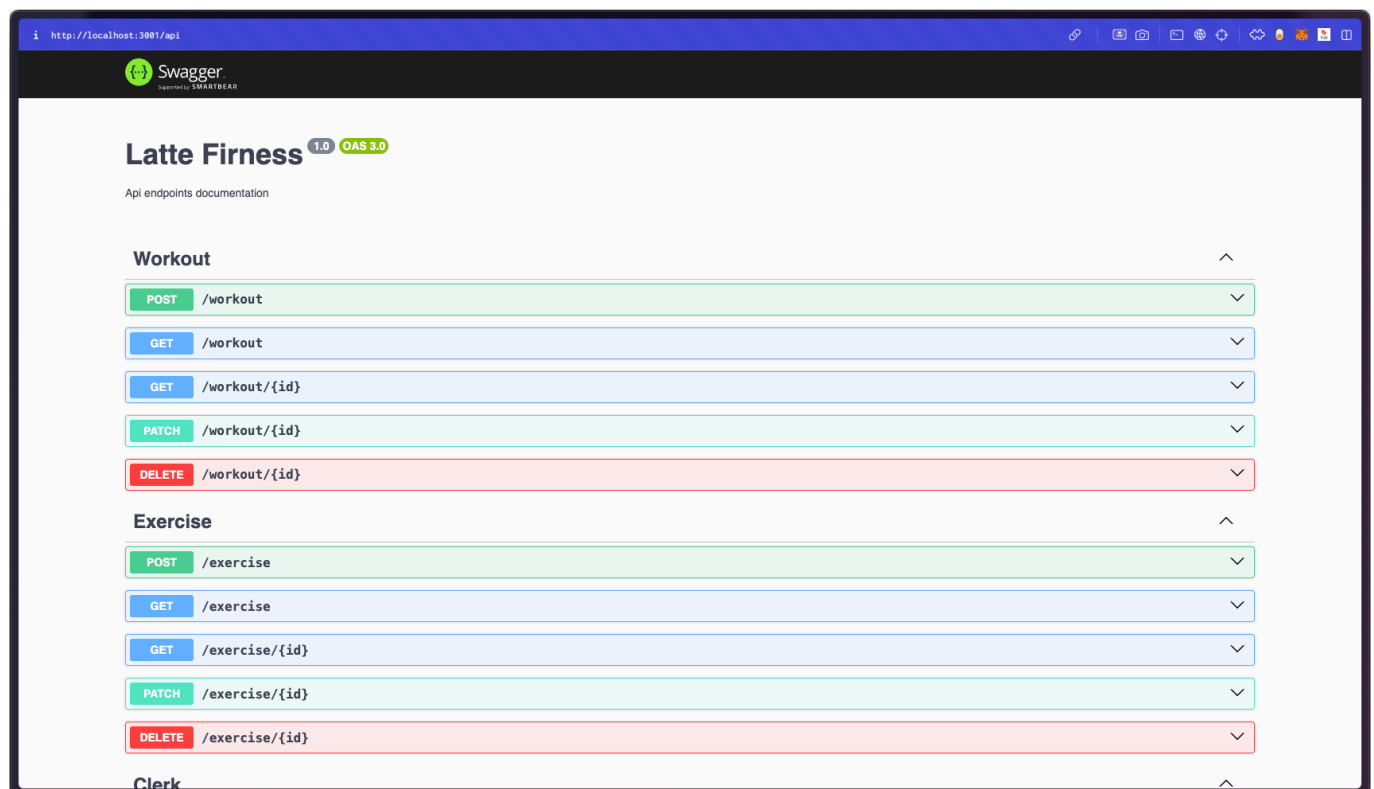 i http://localhost:3001/api
{··} Swagger.
Supported by SMARTBEAR
Latte Firness 1.0 OAS 3.0
Api endpoints documentation
Workout
POST /workout
GET /workout
GET /workout/{id}
PATCH /workout/{id}
DELETE /workout/{id}
Exercise
POST /exercise
GET /exercise
GET /exercise/{id}
PATCH /exercise/{id}
DELETE /exercise/{id}
Clerk